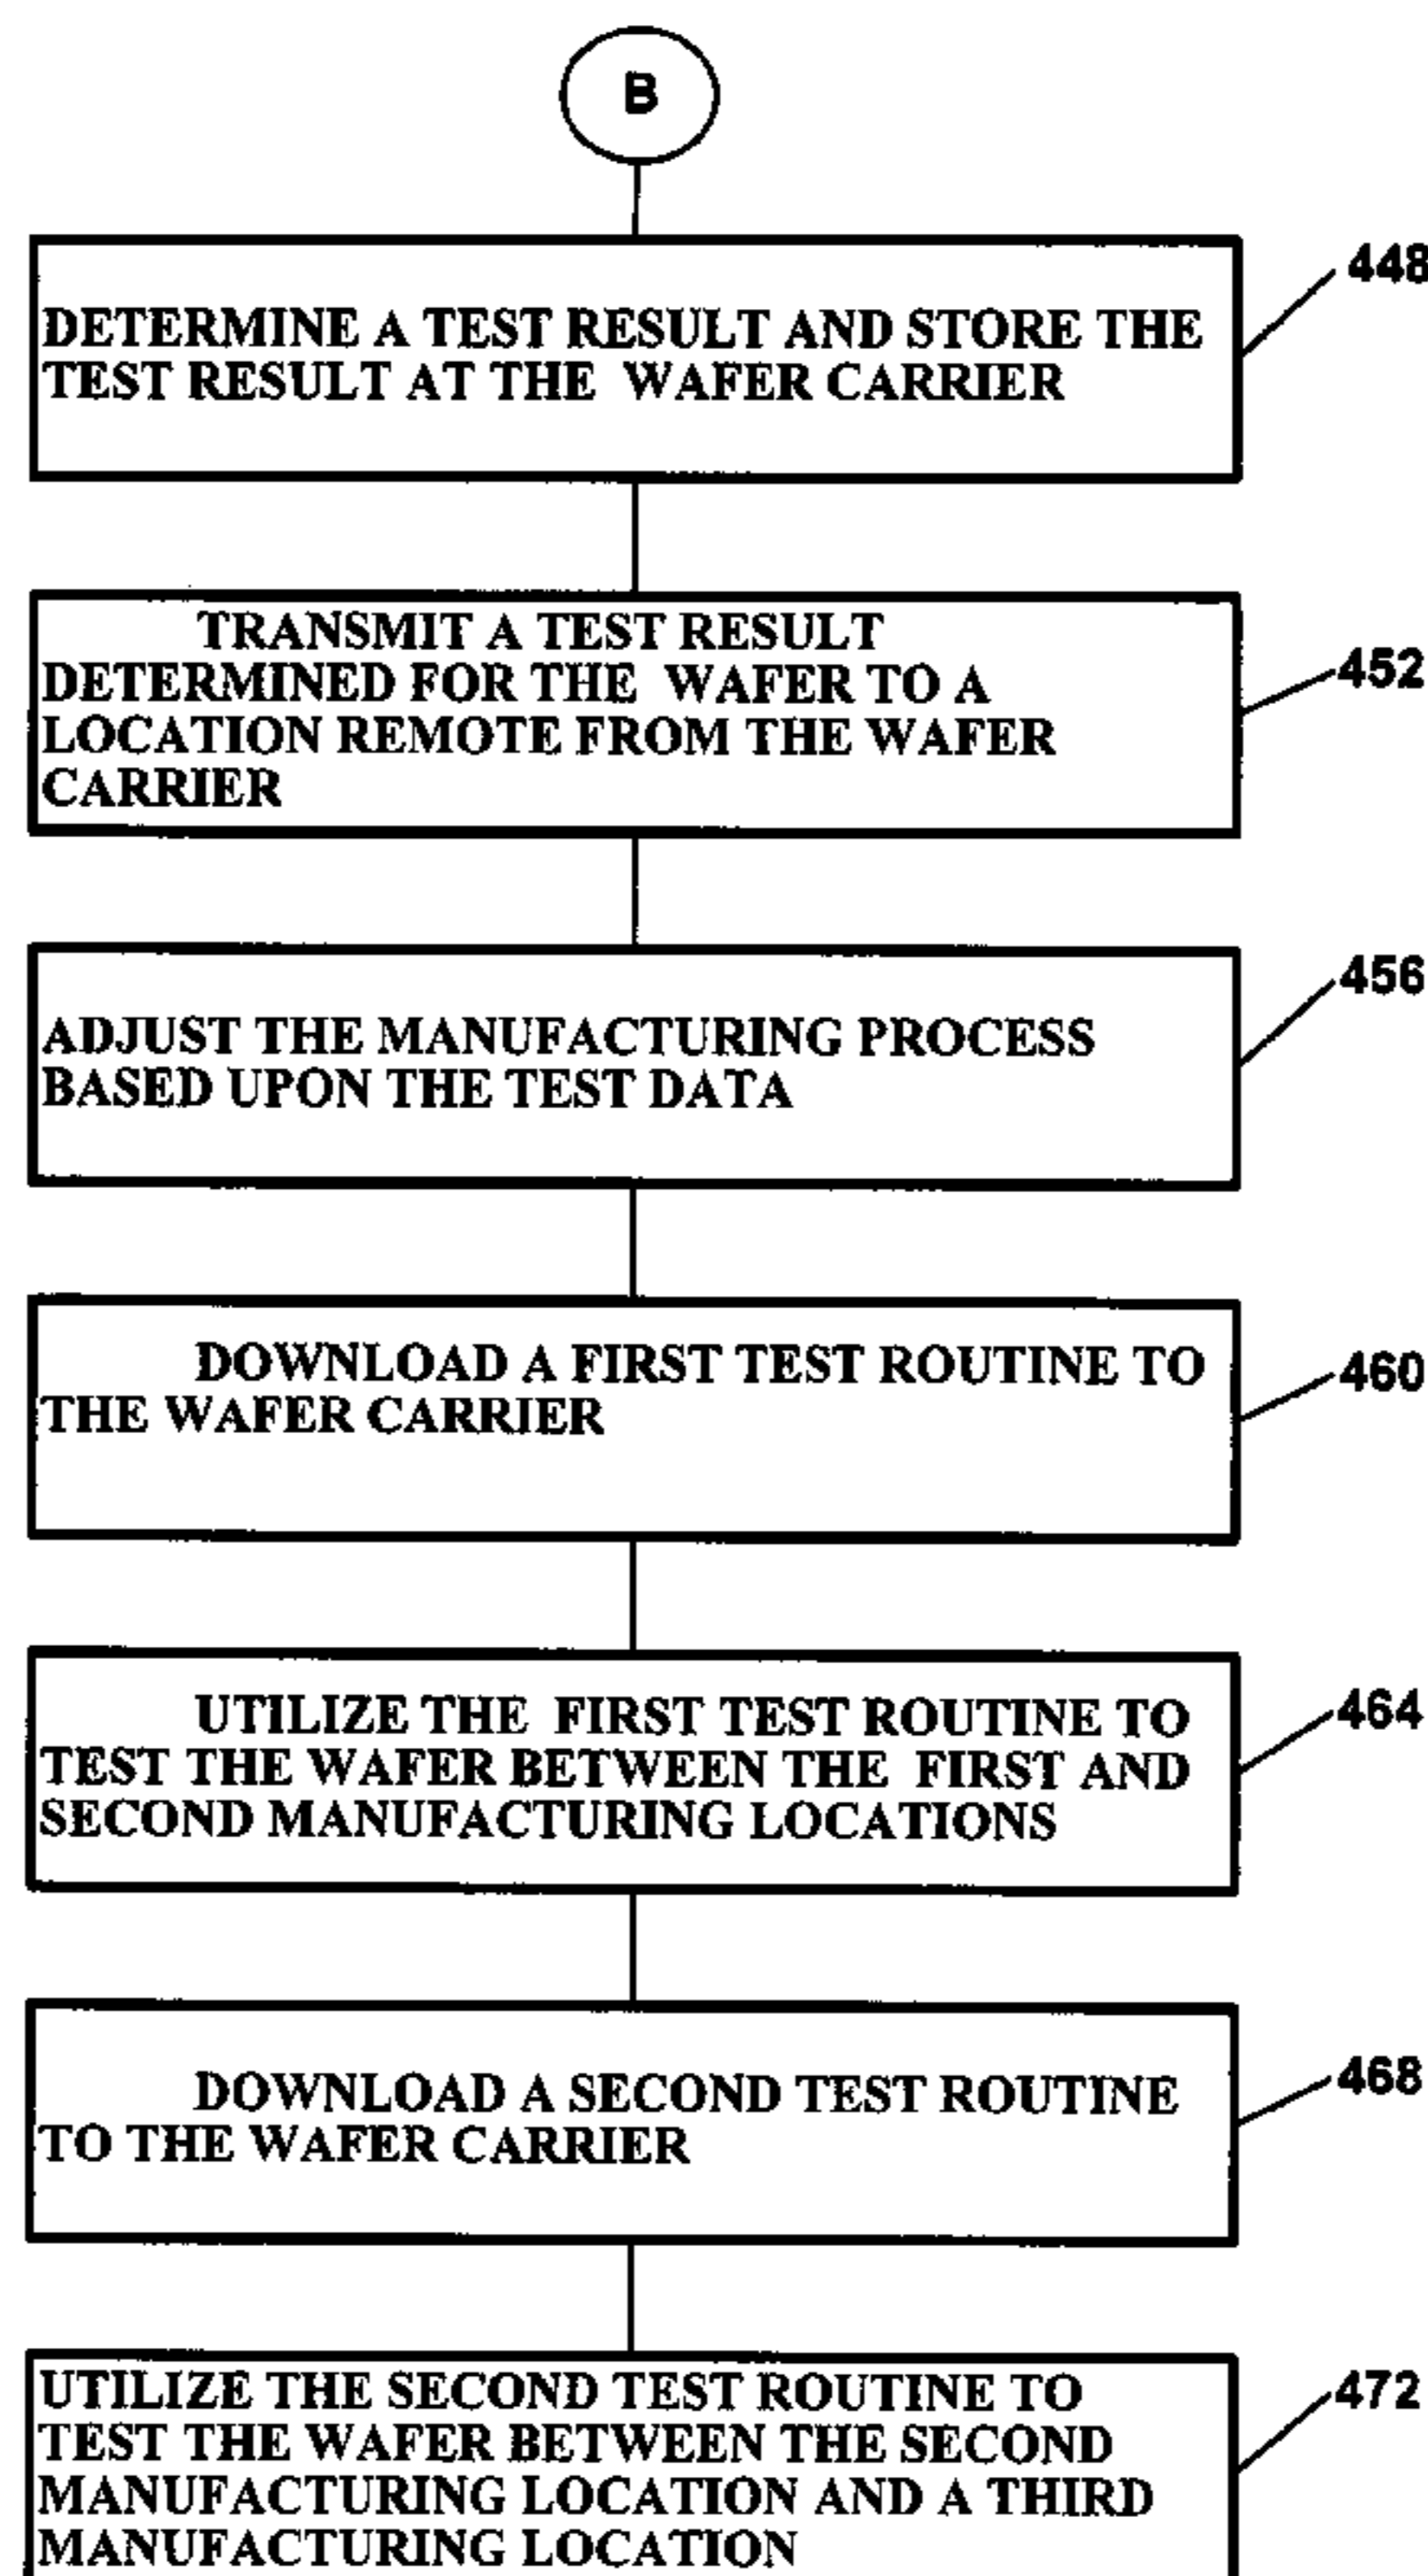 B
448
DETERMINE A TEST RESULT AND STORE THE
TEST RESULT AT THE WAFER CARRIER
TRANSMIT A TEST RESULT
DETERMINED FOR THE WAFER TO A
LOCATION REMOTE FROM THE WAFER
CARRIER
452
ADJUST THE MANUFACTURING PROCESS
BASED UPON THE TEST DATA
456
DOWNLOAD A FIRST TEST ROUTINE TO
THE WAFER CARRIER
460
UTILIZE THE FIRST TEST ROUTINE TO
TEST THE WAFER BETWEEN THE FIRST AND
SECOND MANUFACTURING LOCATIONS
464
DOWNLOAD A SECOND TEST ROUTINE
TO THE WAFER CARRIER
468
UTILIZE THE SECOND TEST ROUTINE TO
TEST THE WAFER BETWEEN THE SECOND
MANUFACTURING LOCATION AND A THIRD
MANUFACTURING LOCATION
472